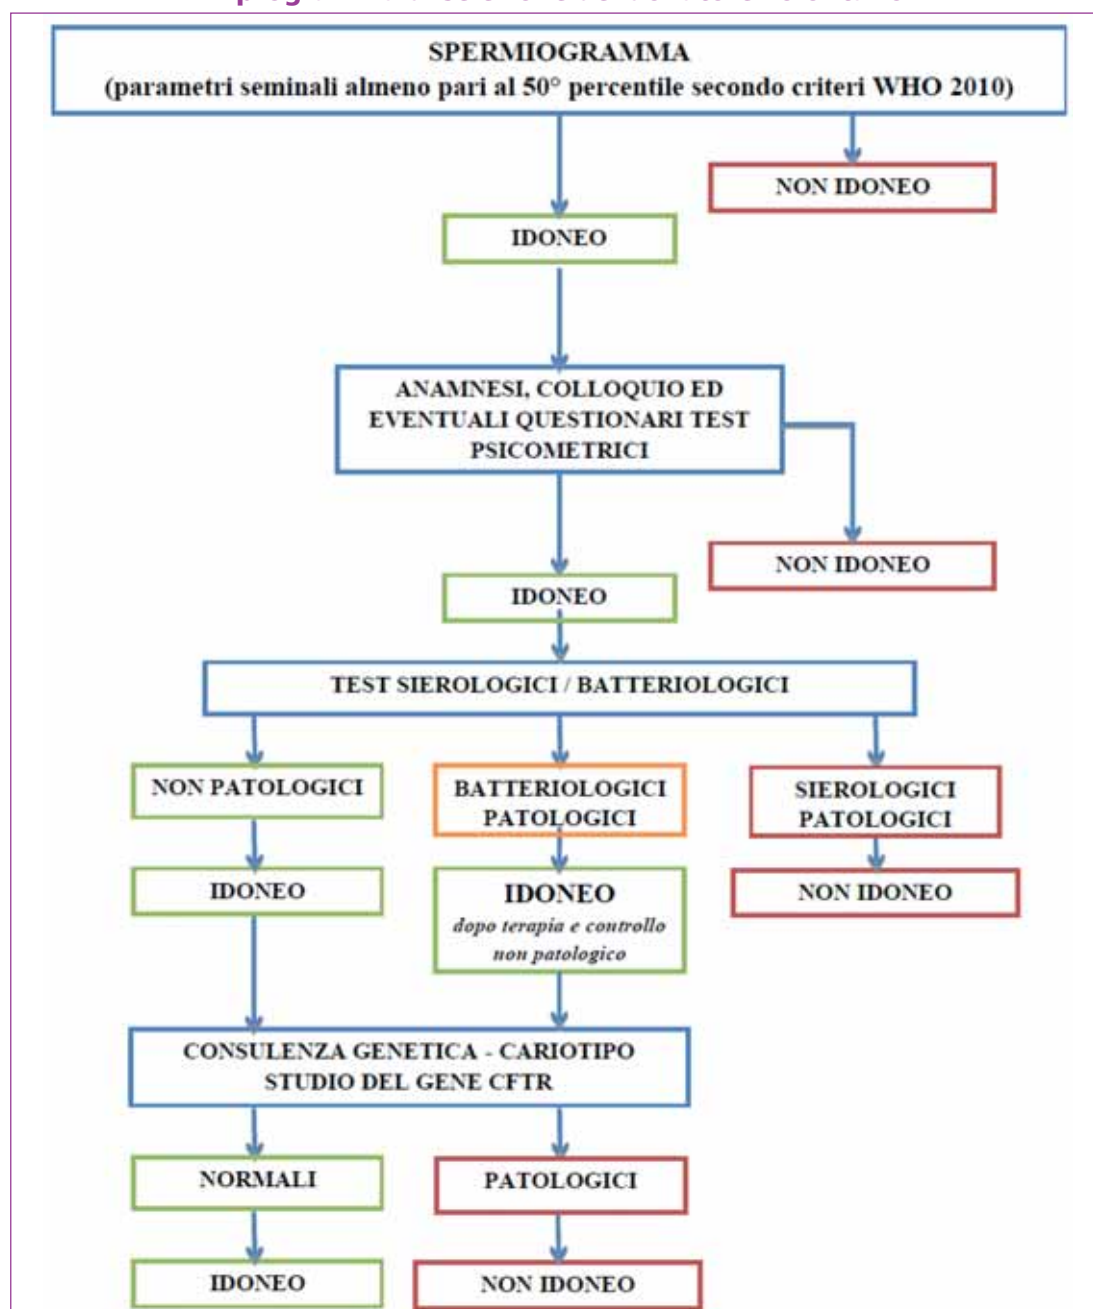 SPERMIOGRAMMA
(parametri seminali almeno pari al 50° percentile secondo criteri WHO 2010)
NON IDONEO
IDONEO
ANAMNESI, COLLOQUIO ED
EVENTUALI QUESTIONARI TEST
PSICOMETRICI
NON IDONEO
IDONEO
TEST SIEROLOGICI / BATTERIOLOGICI
NON PATOLOGICI
BATTERIOLOGICI
PATOLOGICI
SIEROLOGICI
PATOLOGICI
IDONEO
IDONEO
dopo terapia e controllo
non patologico
NON IDONEO
CONSULENZA GENETICA - CARIOTIPO
STUDIO DEL GENE CFTR
NORMALI
PATOLOGICI
IDONEO
NON IDONEO